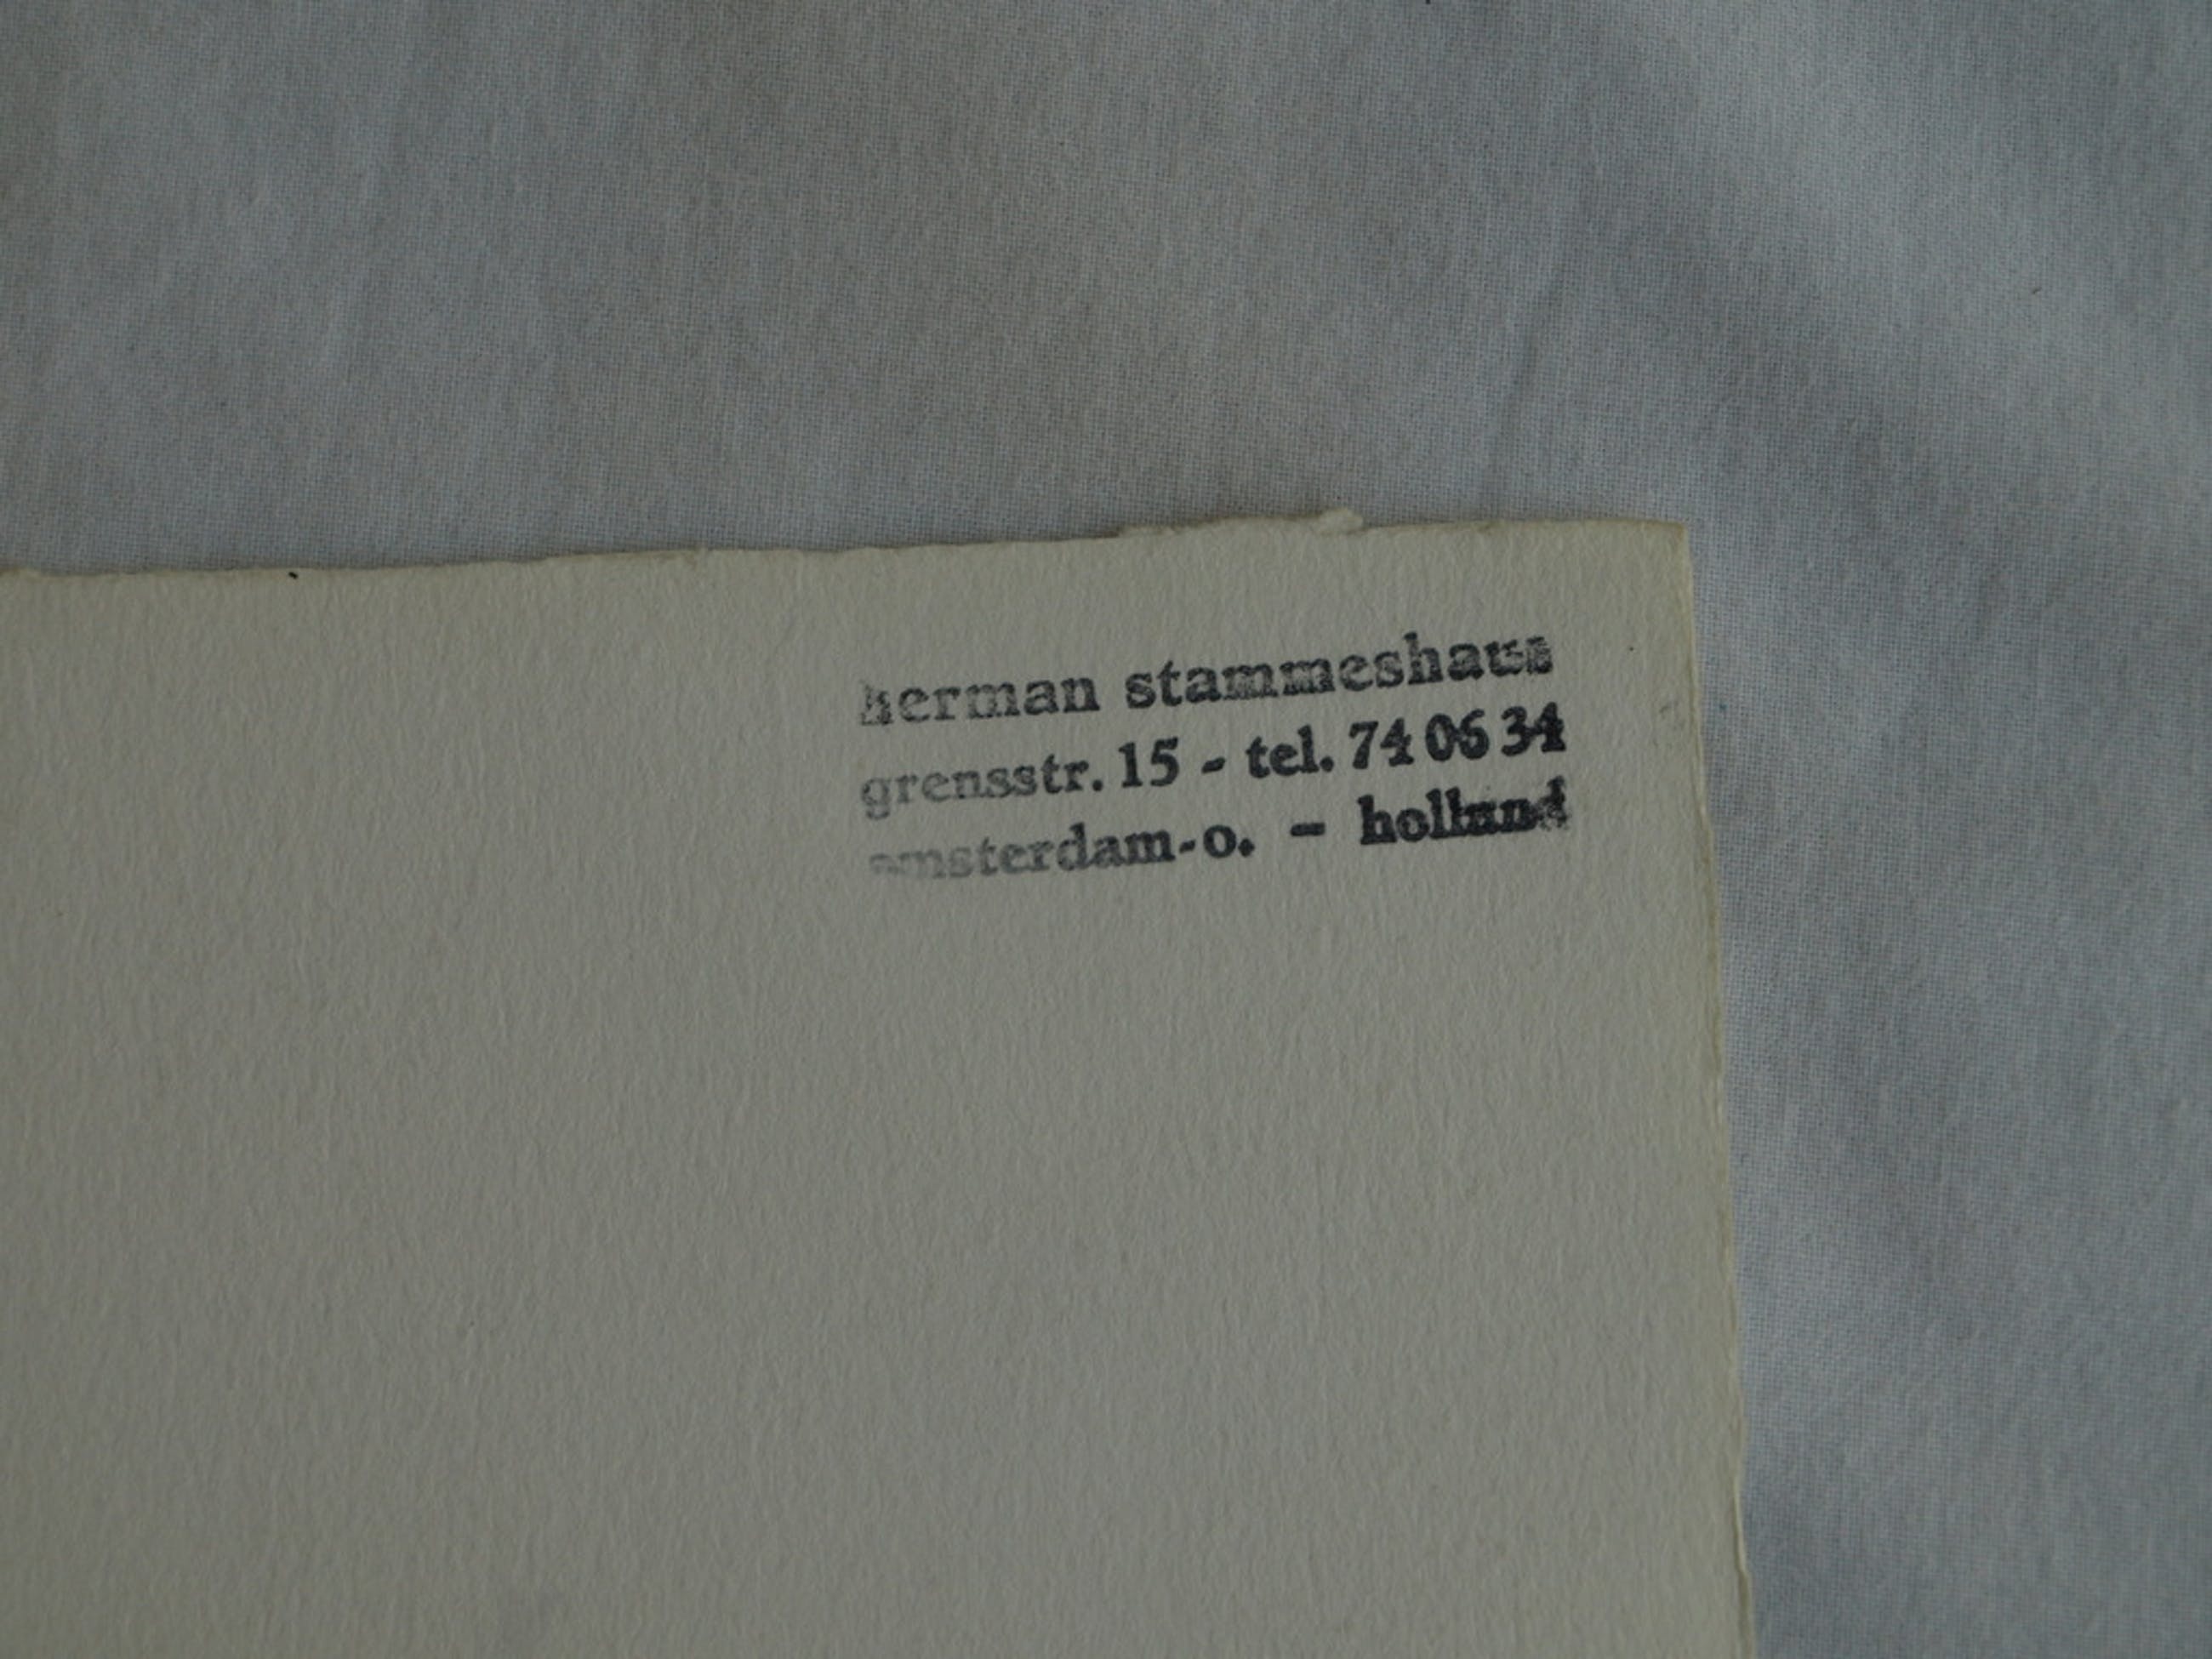 herman stammeshaus
grensstr. 15 - tel. 74 06 34
amsterdam-o. - holland